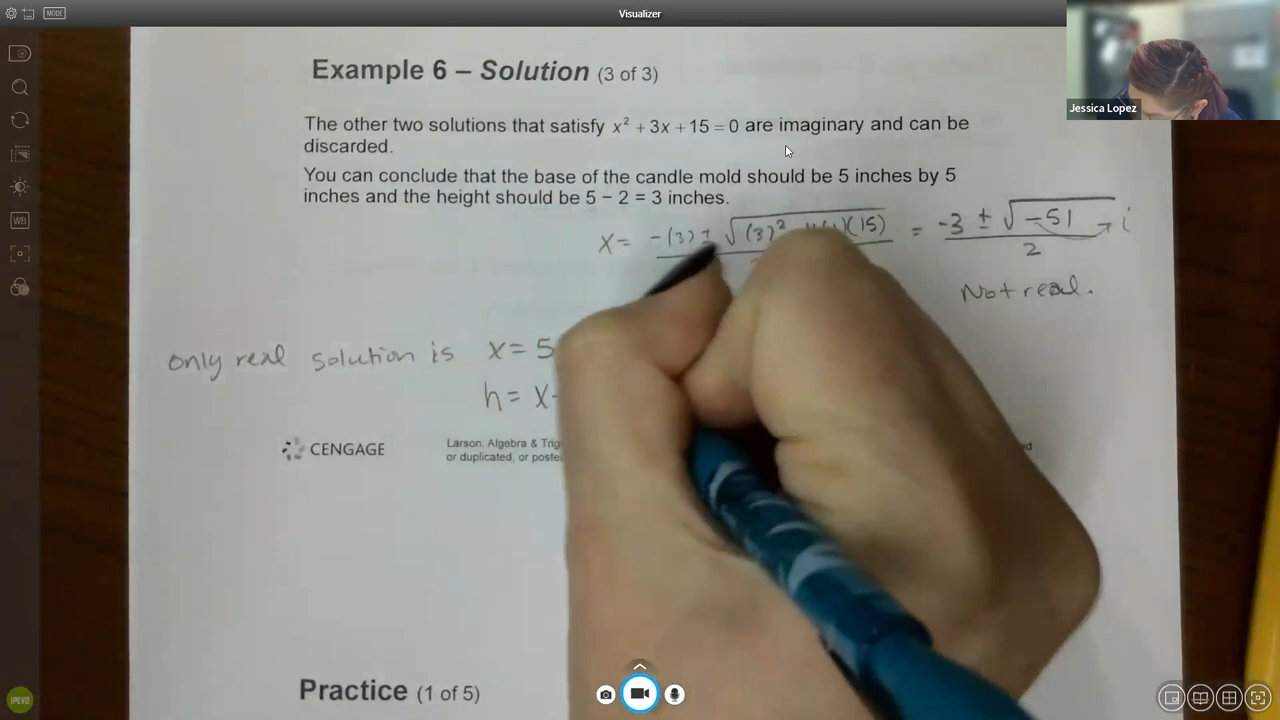 MODE
Visualizer
Jessica Lopez
WB
Example 6 – Solution (3 of 3)
The other two solutions that satisfy x² + 3x + 15 = 0 are imaginary and can be
discarded.
You can conclude that the base of the candle mold should be 5 inches by 5
inches and the height should be 5 − 2 = 3 inches.
x = -(3) ± √(3)² (15) = -3 ± √-51 i
2
Not real.
only real solution is x = 5
h = x-
CENGAGE
Larson. Algebra & Trig
or duplicated, or poste
Practice (1 of 5)
IPEVO